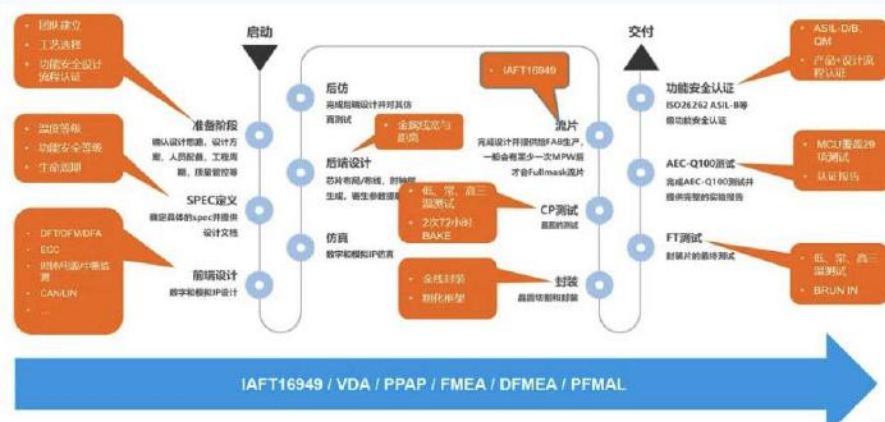 启动
交付
团队建立
工艺选择
功能安全设计
流程认证
温度等级
功能安全等级
生命周期
DFT/DFM/DFA
ECC
CAN/LIN
...
准备阶段
确认设计思路、设计方
案、人员配备、工程周
期、质量管控等
SPEC定义
确定具体的spec并提供
设计文档
前端设计
数字和模拟IP设计
后仿
完成后端设计并对其仿
真测试
金属线宽与
距离
后端设计
芯片布局/布线、时钟树
生成、寄生参数提取
仿真
数字和模拟IP仿真
IAFT16949
流片
完成设计并提供给FAB生产,
一般会有至少一次MPW后
才会Fullmask流片
低、常、高三
温测试
2次72小时
BAKE
CP测试
晶圆的测试
金线封装
粗化框架
封装
晶圆切割和封装
功能安全认证
ISO26262 ASIL-B等
级功能安全认证
ASIL-D/B、
QM
产品+设计流
程认证
AEC-Q100测试
完成AEC-Q100测试并
提供完整的实验报告
MCU覆盖29
项测试
认证报告
FT测试
封装片的最终测试
低、常、高三
温测试
BRUN IN
IAFT16949 / VDA / PPAP / FMEA / DFMEA / PFMAL